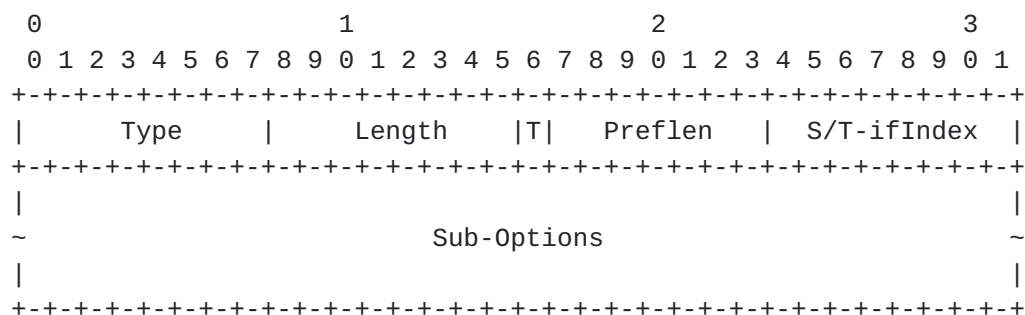 0                   1                   2                   3
 0 1 2 3 4 5 6 7 8 9 0 1 2 3 4 5 6 7 8 9 0 1 2 3 4 5 6 7 8 9 0 1
+-+-+-+-+-+-+-+-+-+-+-+-+-+-+-+-+-+-+-+-+-+-+-+-+-+-+-+-+-+-+-+-+
|      Type     |     Length    |T|   Preflen   |  S/T-ifIndex  |
+-+-+-+-+-+-+-+-+-+-+-+-+-+-+-+-+-+-+-+-+-+-+-+-+-+-+-+-+-+-+-+-+
|                                                               |
~                          Sub-Options                          ~
|                                                               |
+-+-+-+-+-+-+-+-+-+-+-+-+-+-+-+-+-+-+-+-+-+-+-+-+-+-+-+-+-+-+-+-+